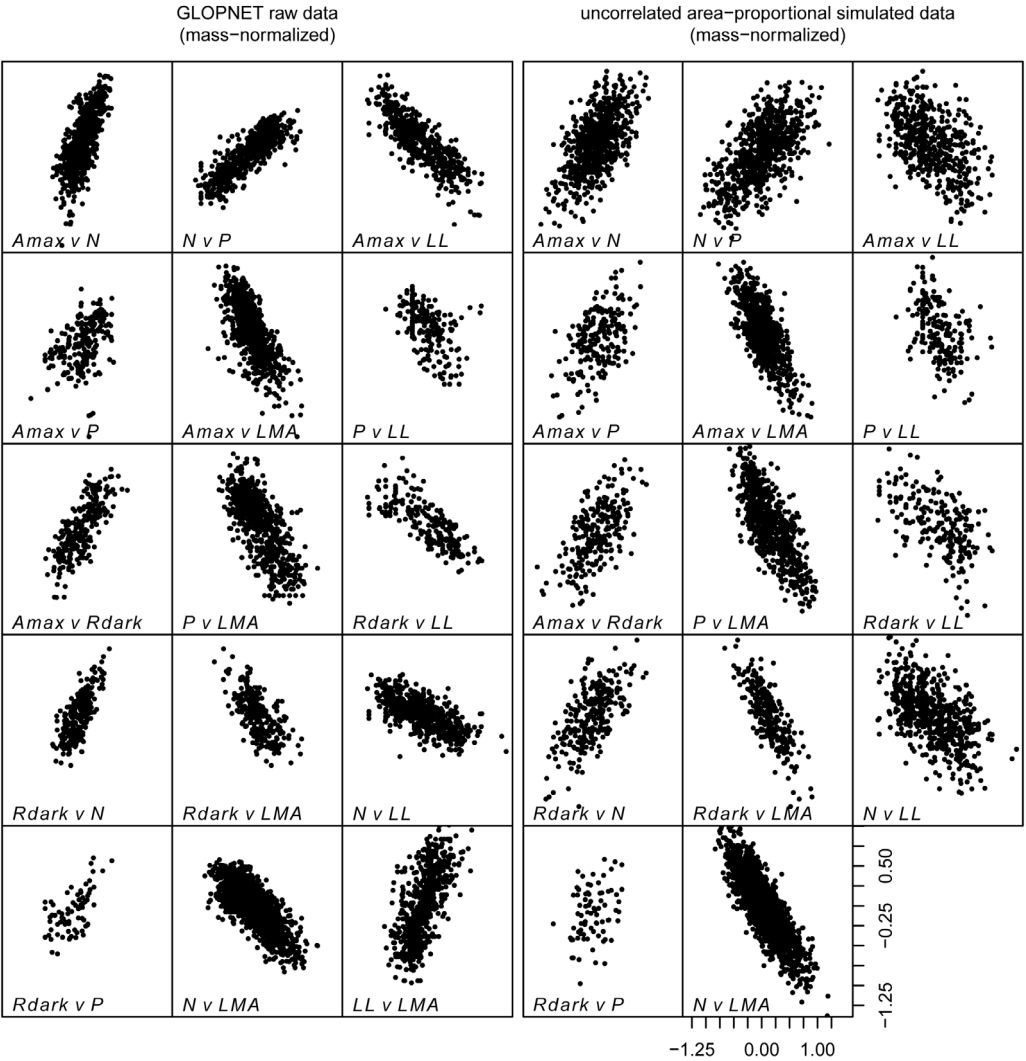 GLOPNET raw data
(mass−normalized)
uncorrelated area−proportional simulated data
(mass−normalized)
Amax v N
N v P
Amax v LL
Amax v N
N v P
Amax v LL
Amax v P
Amax v LMA
P v LL
Amax v P
Amax v LMA
P v LL
Amax v Rdark
P v LMA
Rdark v LL
Amax v Rdark
P v LMA
Rdark v LL
Rdark v N
Rdark v LMA
N v LL
Rdark v N
Rdark v LMA
N v LL
Rdark v P
N v LMA
LL v LMA
Rdark v P
N v LMA
0.50
−0.25
−1.25
−1.25
0.00
1.00